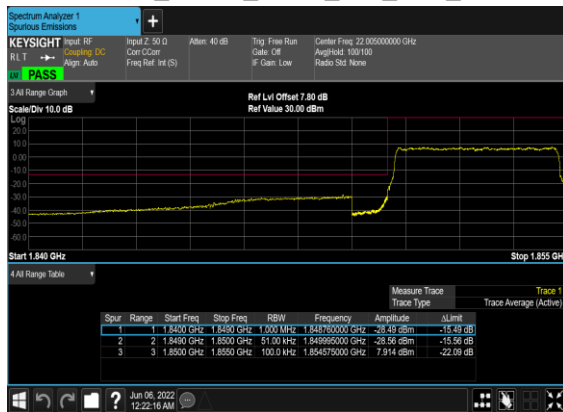 Spectrum Analyzer 1
Spurious Emissions
KEYSIGHT
Input: RF
Coupling: DC
Align: Auto
R L T
PASS
Input Z: 50 Ω
Corr CCorr
Freq Ref: Int (S)
Atten: 40 dB
Trig: Free Run
Gate: Off
IF Gain: Low
Center Freq: 22.005000000 GHz
Avg|Hold: 100/100
Radio Std: None
3 All Range Graph
Ref Lvl Offset 7.80 dB
Scale/Div 10.0 dB
Ref Value 30.00 dBm
Log
20.0
10.0
0.00
-10.0
-20.0
-30.0
-40.0
-50.0
-60.0
Start 1.840 GHz
Stop 1.855 GH
4 All Range Table
Measure Trace Trace 1
Trace Type Trace Average (Active)
Spur Range Start Freq Stop Freq RBW Frequency Amplitude ΔLimit
1 1 1.8400 GHz 1.8490 GHz 1.000 MHz 1.848760000 GHz -28.49 dBm -15.49 dB
2 2 1.8490 GHz 1.8500 GHz 51.00 kHz 1.849995000 GHz -28.56 dBm -15.56 dB
3 3 1.8500 GHz 1.8550 GHz 100.0 kHz 1.854575000 GHz 7.914 dBm -22.09 dB
Jun 06, 2022
12:22:16 AM